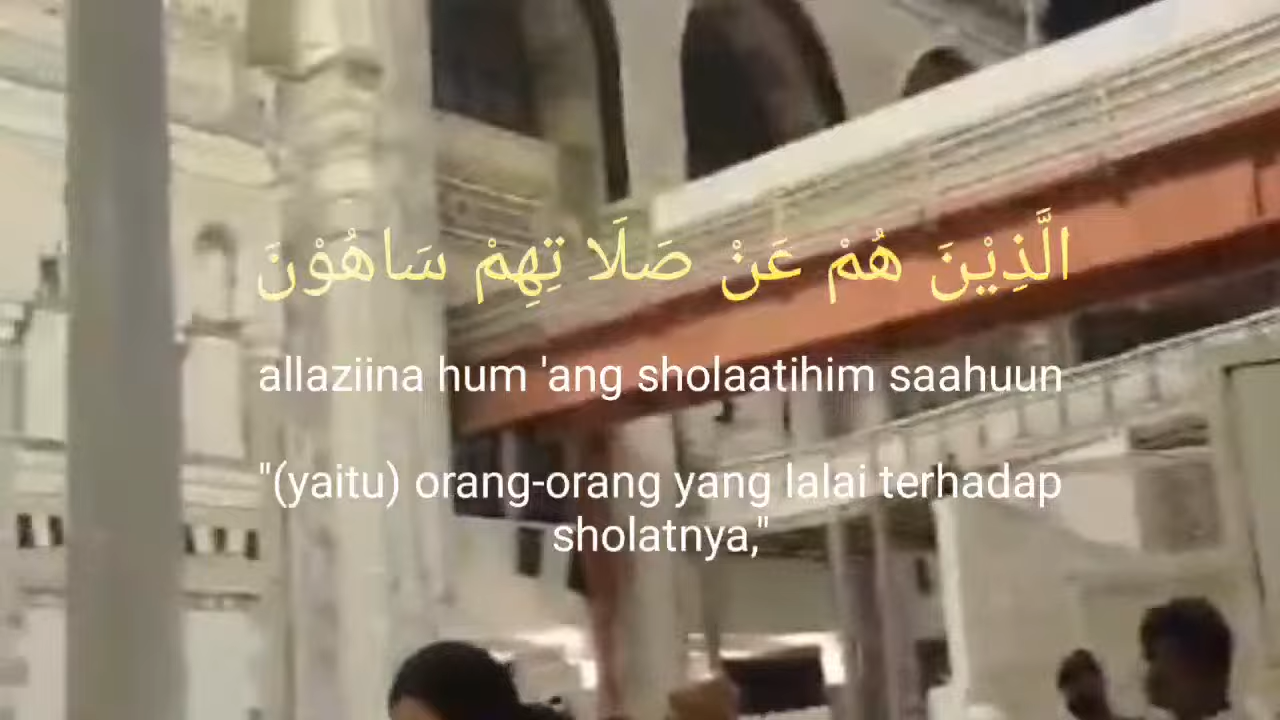 الَّذِيْنَ هُمْ عَنْ صَلَا تِهِمْ سَاهُوْنَ
allaziina hum 'ang sholaatihim saahuun
"(yaitu) orang-orang yang lalai terhadap
sholatnya,"